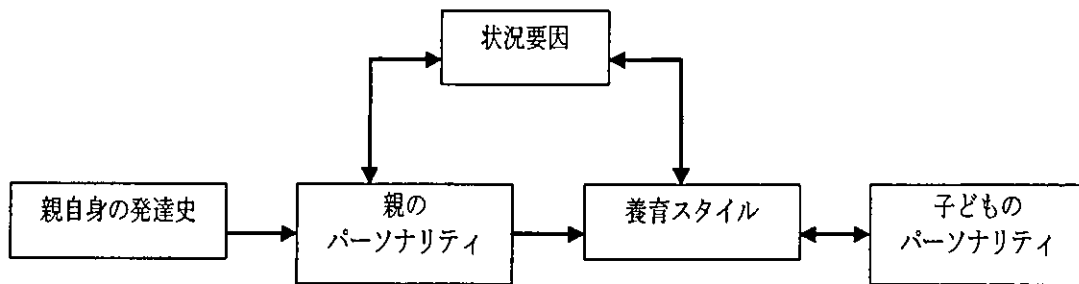 状況要因
親自身の発達史
親の
パーソナリティ
養育スタイル
子どもの
パーソナリティ